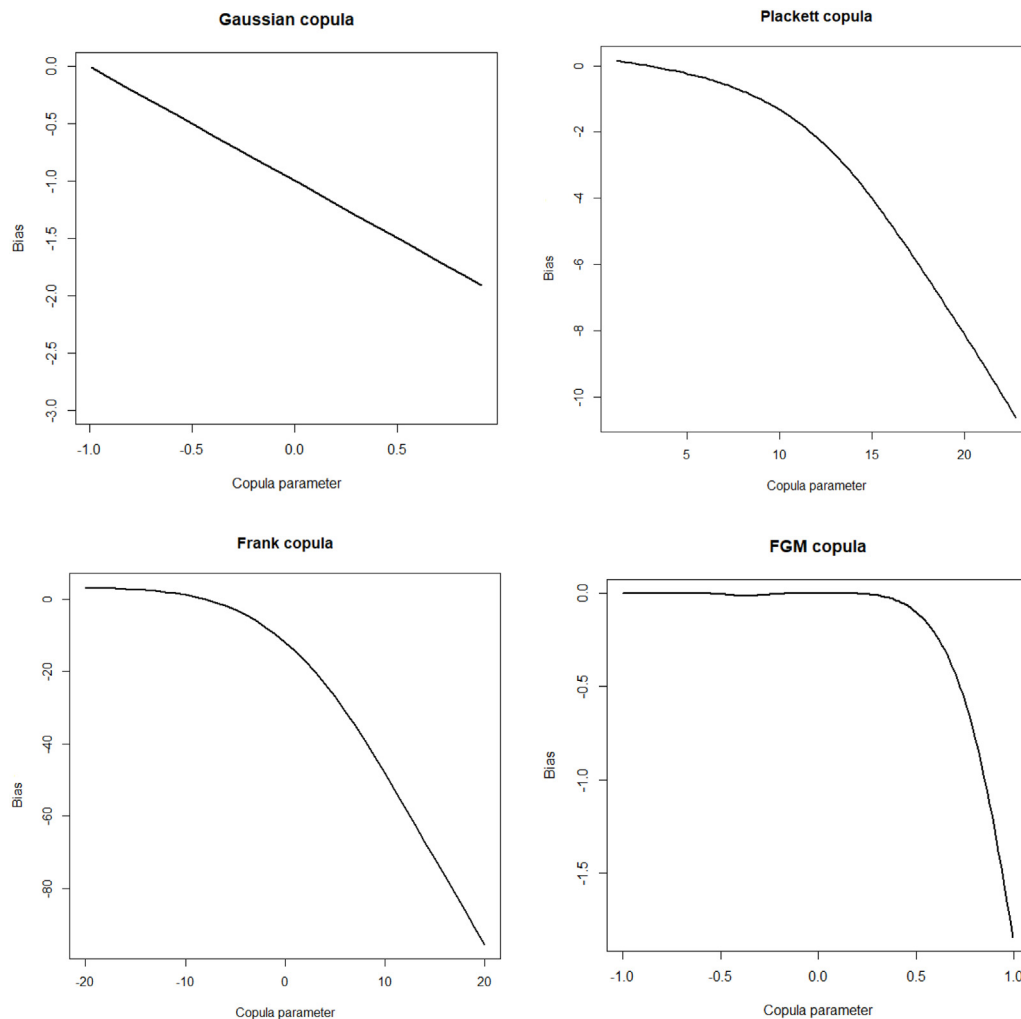 Gaussian copula
0.0
-0.5
-1.0
-1.5
-2.0
-2.5
-3.0
Bias
-1.0 -0.5 0.0 0.5
Copula parameter
Plackett copula
0
-2
-4
-6
-8
-10
Bias
5 10 15 20
Copula parameter
Frank copula
0
-20
-40
-60
-80
Bias
-20 -10 0 10 20
Copula parameter
FGM copula
0.0
-0.5
-1.0
-1.5
Bias
-1.0 -0.5 0.0 0.5 1.0
Copula parameter